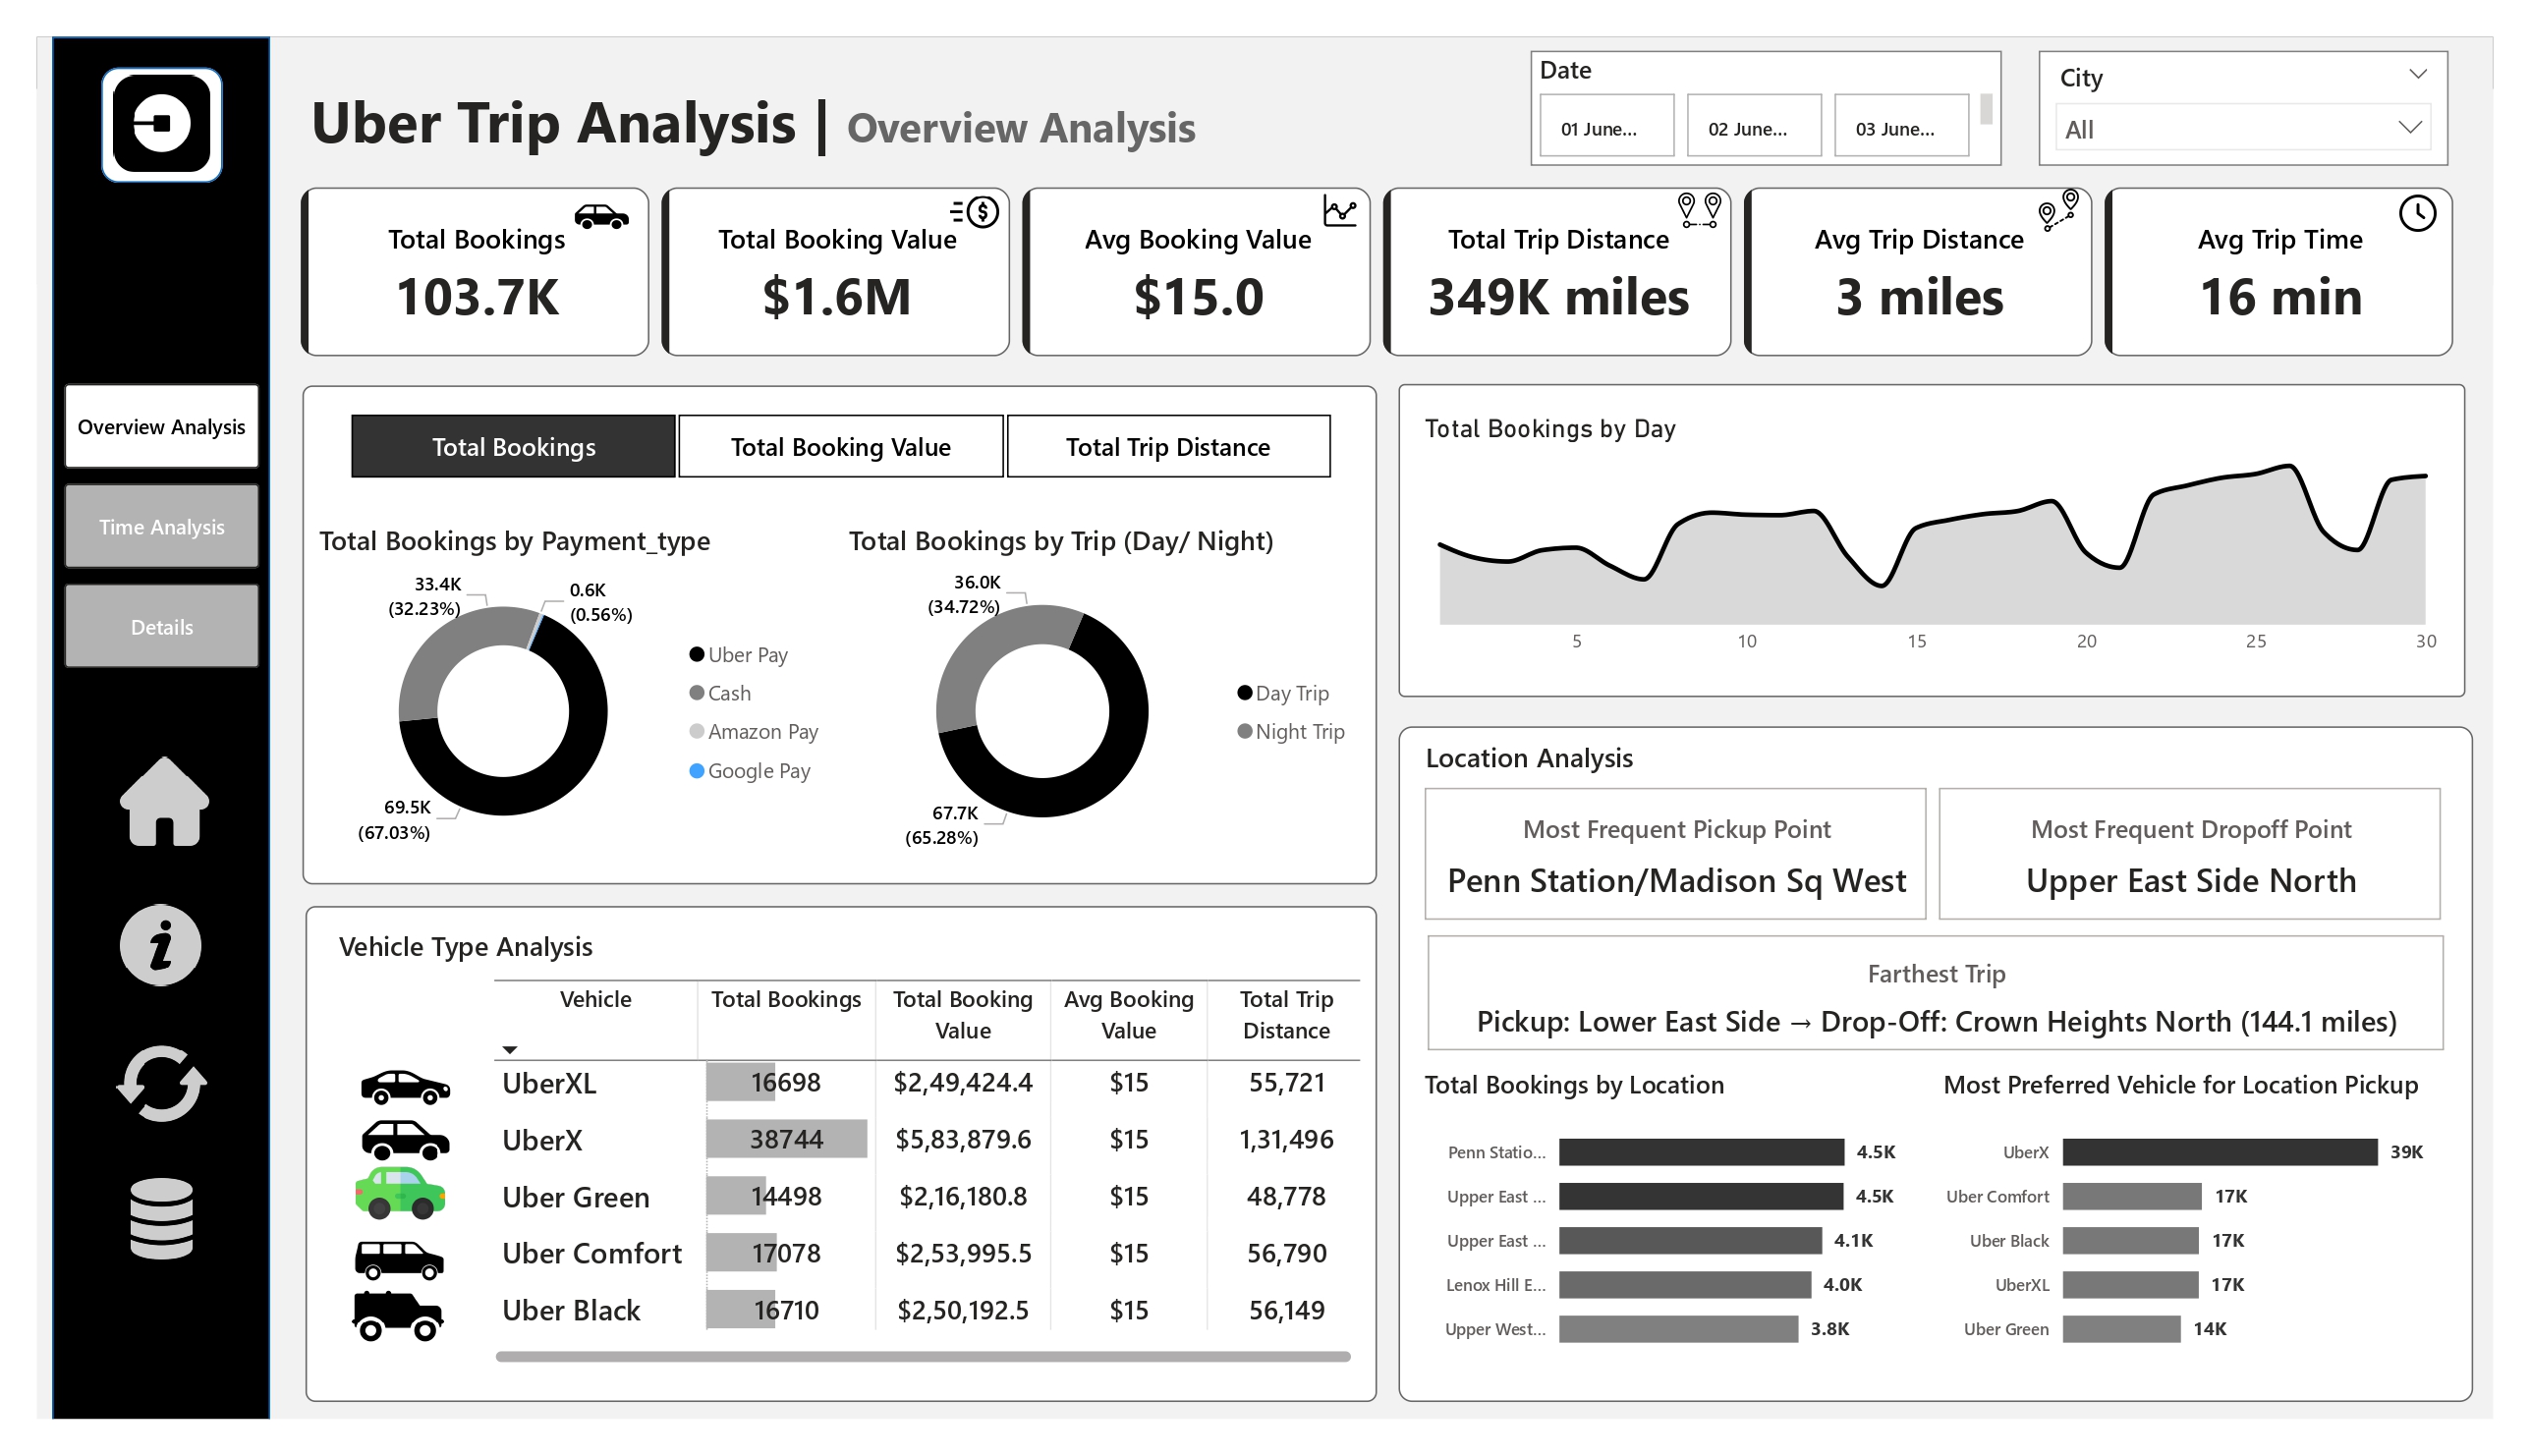 Uber Trip Analysis | Overview Analysis
Date
01 June...
02 June...
03 June...
City
All
Total Bookings
103.7K
Total Booking Value
$1.6M
Avg Booking Value
$15.0
Total Trip Distance
349K miles
Avg Trip Distance
3 miles
Avg Trip Time
16 min
Overview Analysis
Time Analysis
Details
Total Bookings
Total Booking Value
Total Trip Distance
Total Bookings by Payment_type
33.4K
(32.23%)
0.6K
(0.56%)
69.5K
(67.03%)
Uber Pay
Cash
Amazon Pay
Google Pay
Total Bookings by Trip (Day/ Night)
36.0K
(34.72%)
67.7K
(65.28%)
Day Trip
Night Trip
Total Bookings by Day
5 10 15 20 25 30
Vehicle Type Analysis
Vehicle Total Bookings Total Booking Value Avg Booking Value Total Trip Distance
UberXL 16698 $2,49,424.4 $15 55,721
UberX 38744 $5,83,879.6 $15 1,31,496
Uber Green 14498 $2,16,180.8 $15 48,778
Uber Comfort 17078 $2,53,995.5 $15 56,790
Uber Black 16710 $2,50,192.5 $15 56,149
Location Analysis
Most Frequent Pickup Point
Penn Station/Madison Sq West
Most Frequent Dropoff Point
Upper East Side North
Farthest Trip
Pickup: Lower East Side → Drop-Off: Crown Heights North (144.1 miles)
Total Bookings by Location
Penn Statio... 4.5K
Upper East ... 4.5K
Upper East ... 4.1K
Lenox Hill E... 4.0K
Upper West... 3.8K
Most Preferred Vehicle for Location Pickup
UberX 39K
Uber Comfort 17K
Uber Black 17K
UberXL 17K
Uber Green 14K